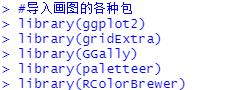 > #导入画图的各种包
> library(ggplot2)
> library(gridExtra)
> library(GGally)
> library(paletteer)
> library(RColorBrewer)